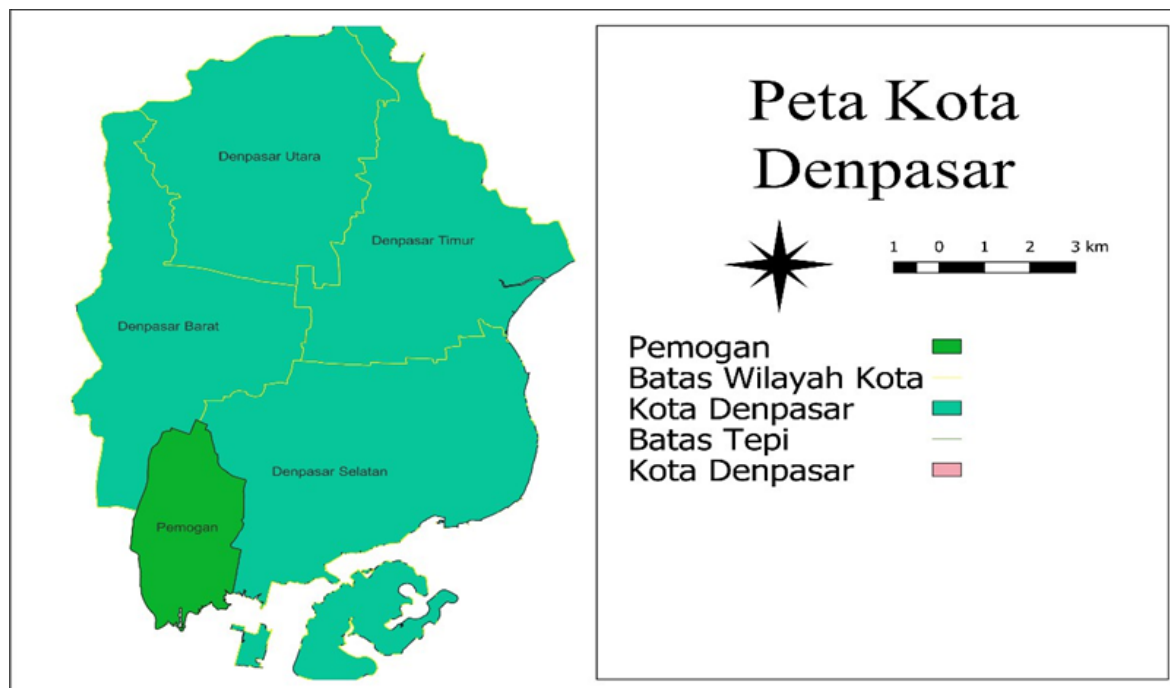 Denpasar Utara
Denpasar Timur
Denpasar Barat
Denpasar Selatan
Pemogan
Peta Kota
Denpasar
1 0 1 2 3 km
Pemogan
Batas Wilayah Kota
Kota Denpasar
Batas Tepi
Kota Denpasar